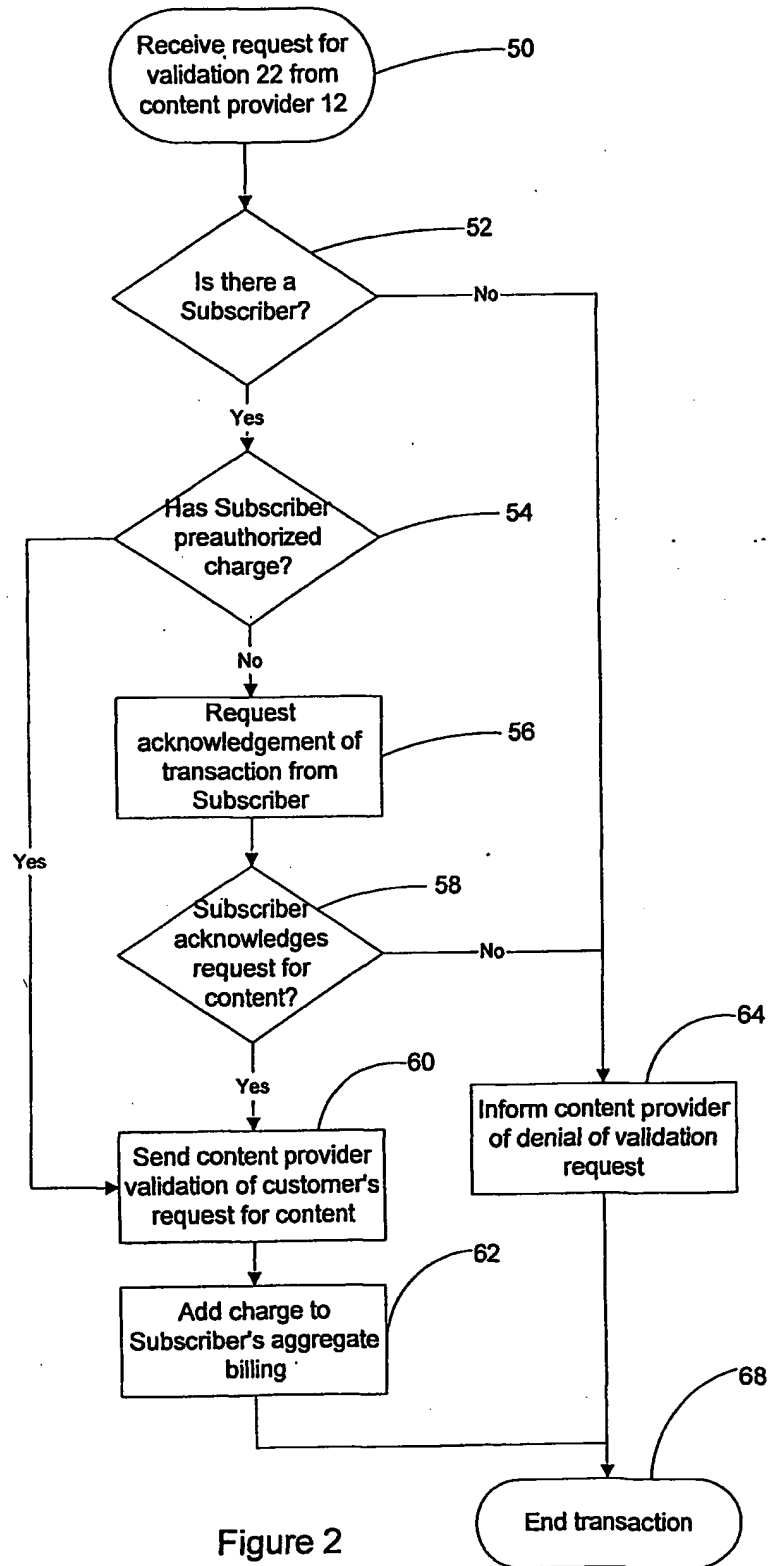 Receive request for
validation 22 from
content provider 12
50
52
Is there a
Subscriber?
No
Yes
Has Subscriber
preauthorized
charge?
54
No
Request
acknowledgement of
transaction from
Subscriber
56
Yes
58
Subscriber
acknowledges
request for
content?
No
Yes
60
64
Send content provider
validation of customer's
request for content
Inform content provider
of denial of validation
request
62
Add charge to
Subscriber's aggregate
billing
68
End transaction
Figure 2